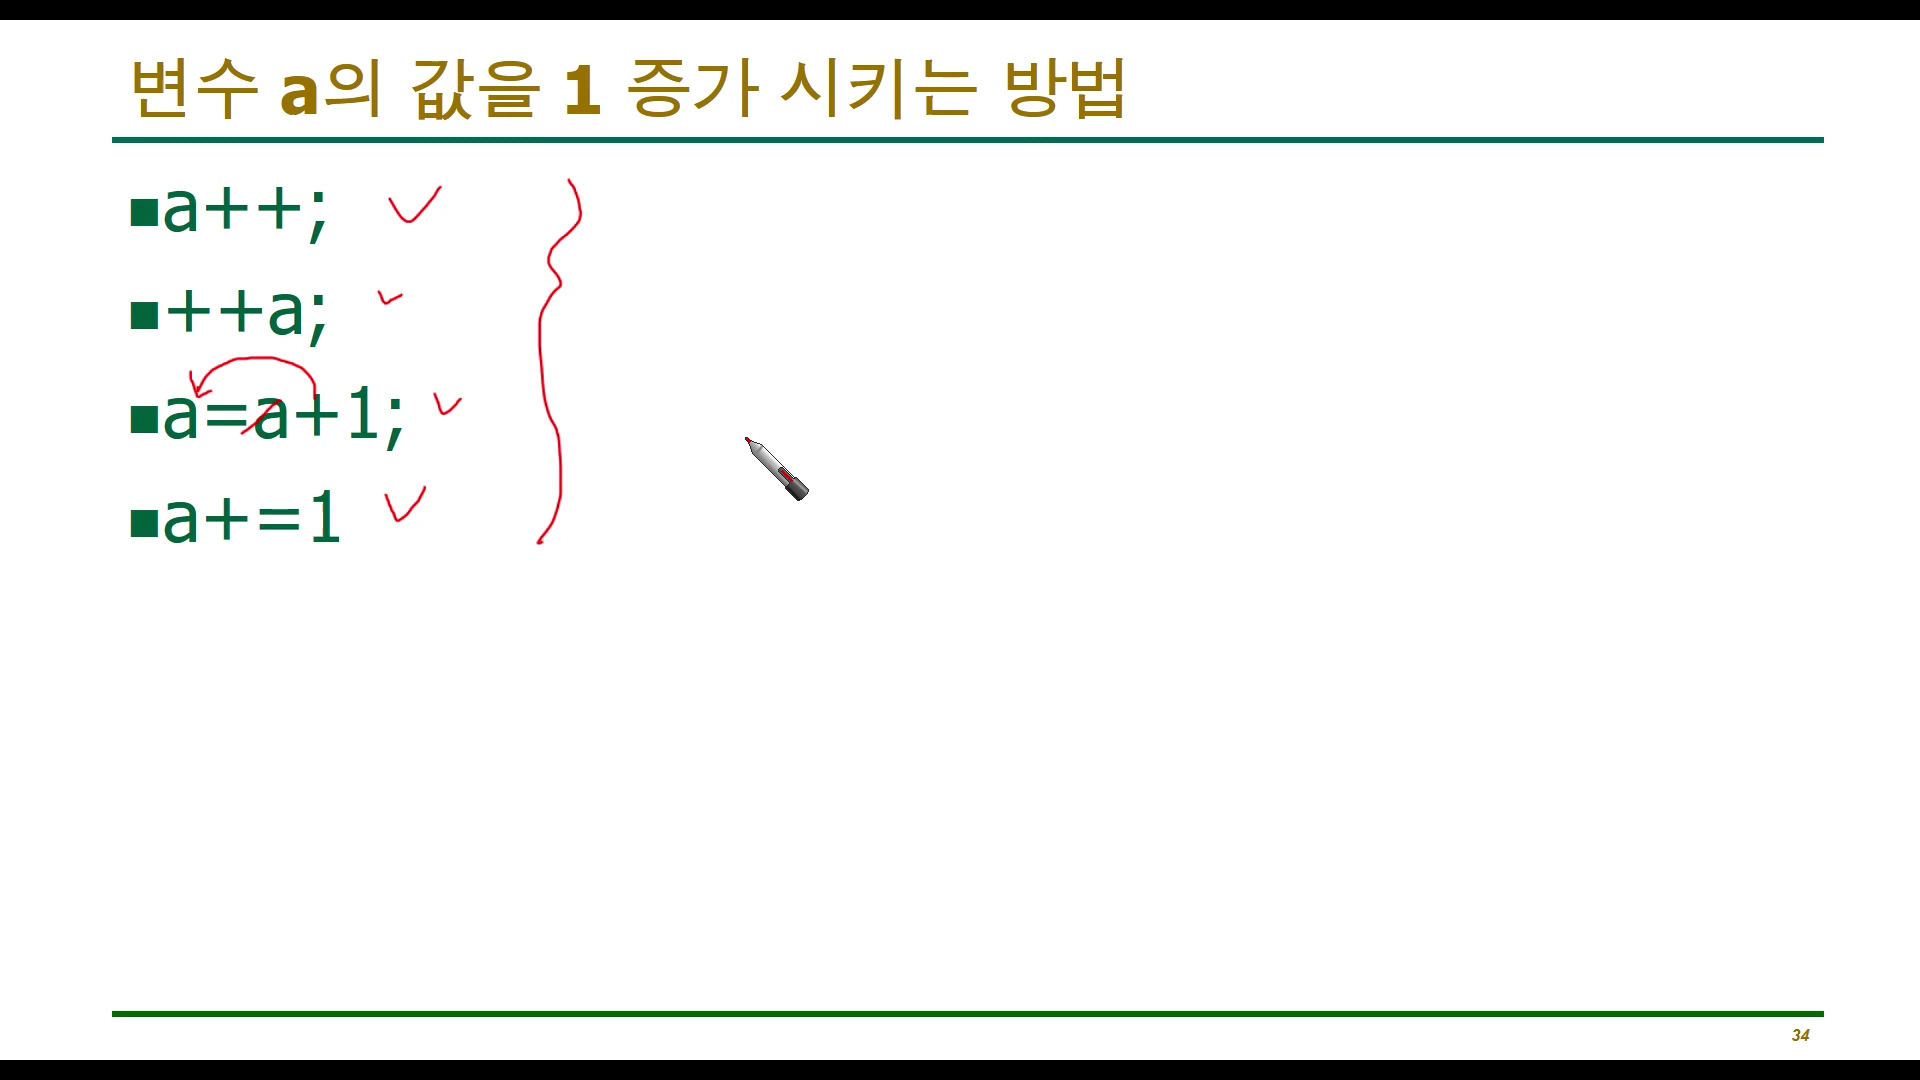 변수 a의 값을 1 증가 시키는 방법
■a++;
■++a;
■a=a+1;
■a+=1
34